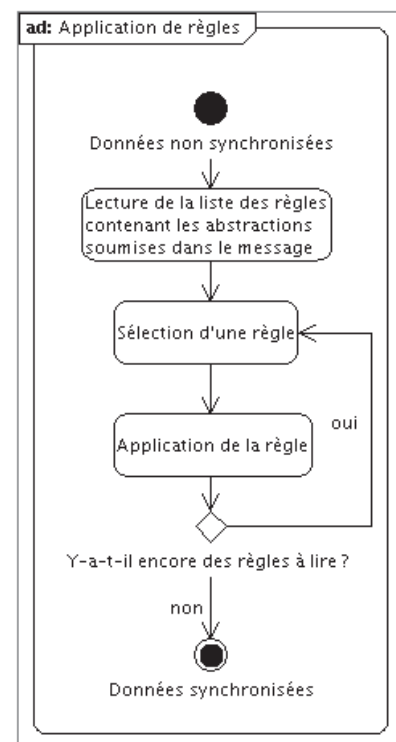 ad: Application de règles
Données non synchronisées
Lecture de la liste des règles
contenant les abstractions
soumises dans le message
Sélection d'une règle
oui
Application de la règle
Y-a-t-il encore des règles à lire ?
non
Données synchronisées